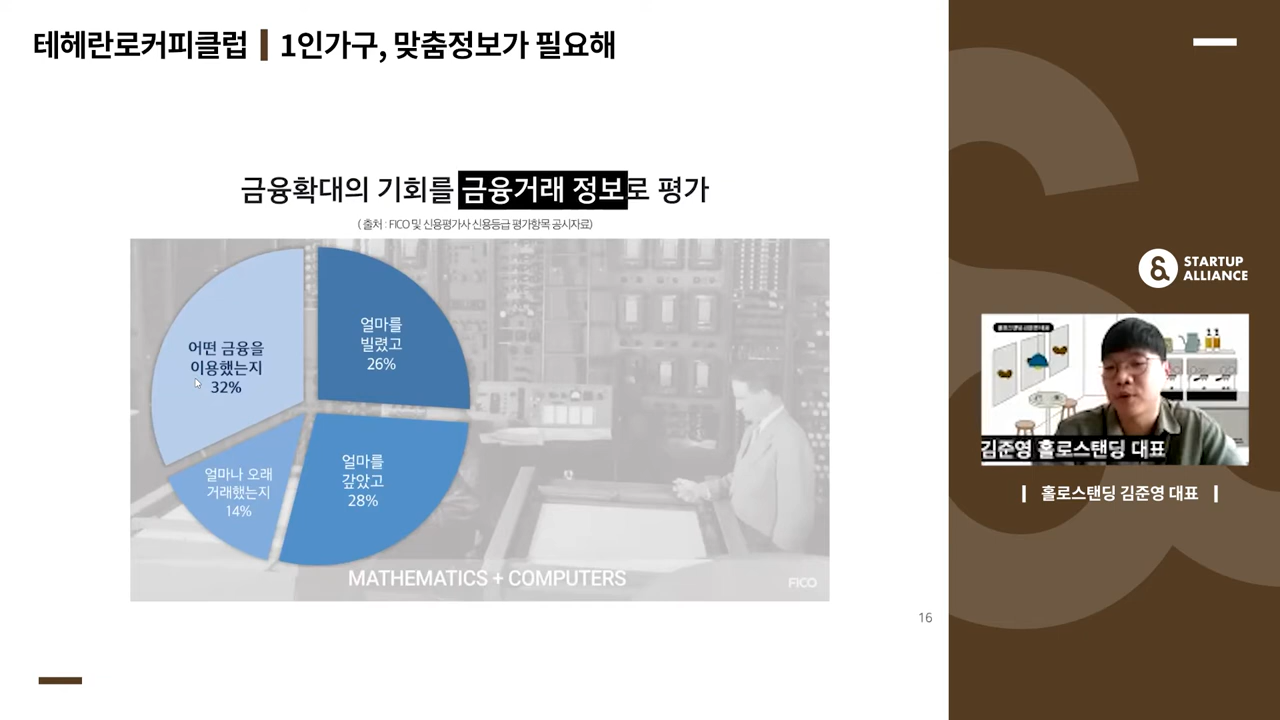 테헤란로커피클럽 | 1인가구, 맞춤정보가 필요해
금융확대의 기회를 금융거래 정보로 평가
( 출처 : FICO 및 신용평가사 신용등급 평가항목 공시자료)
어떤 금융을
이용했는지
32%
얼마를
빌렸고
26%
얼마나 오래
거래했는지
14%
얼마를
갚았고
28%
MATHEMATICS + COMPUTERS
FICO
16
STARTUP
ALLIANCE
김준영 홀로스탠딩 대표
| 홀로스탠딩 김준영 대표 |